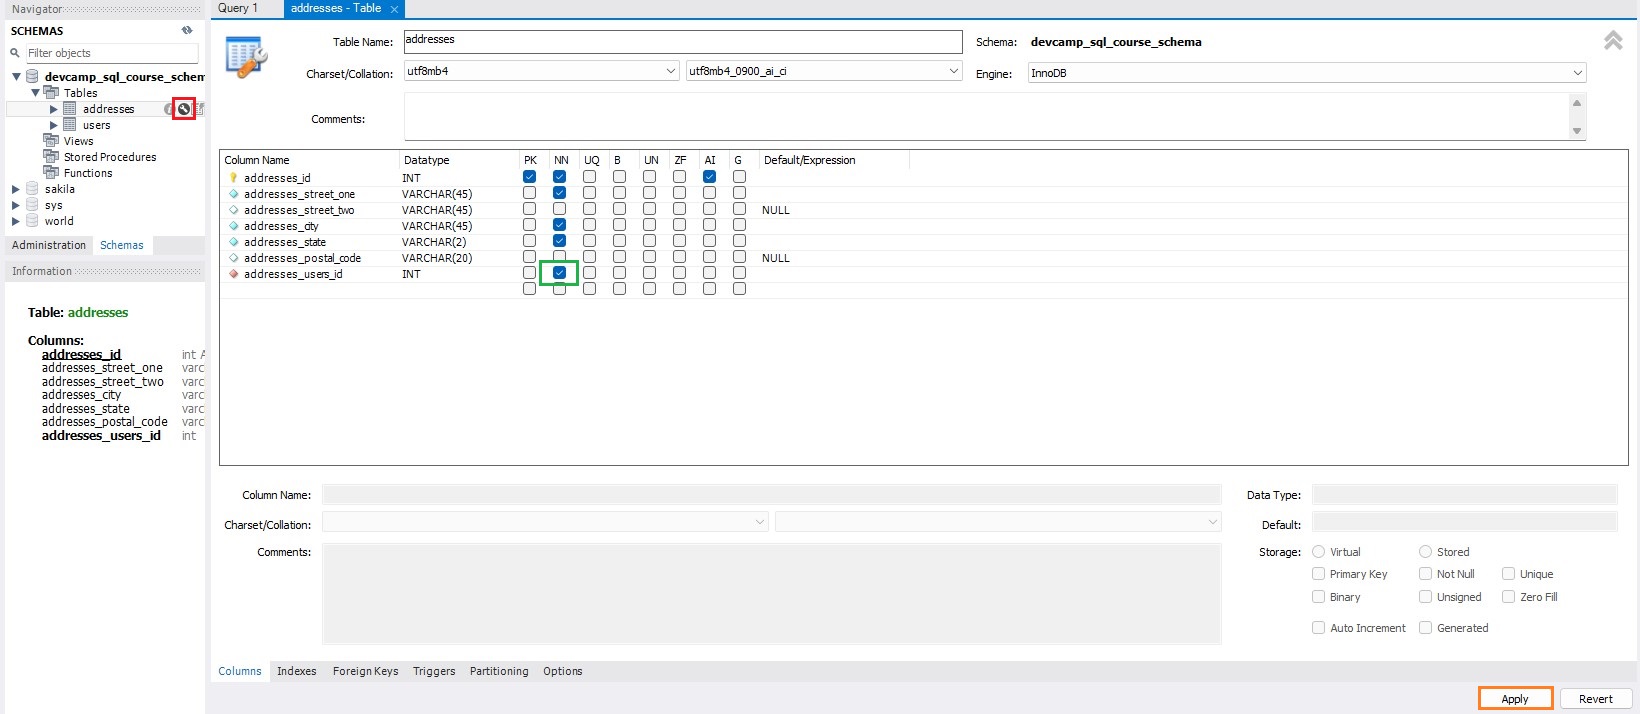 Navigator
SCHEMAS
Filter objects
devcamp_sql_course_schem
Tables
addresses
users
Views
Stored Procedures
Functions
sakila
sys
world
Administration Schemas
Information
Table: addresses
Columns:
addresses_id int A
addresses_street_one varc
addresses_street_two varc
addresses_city varc
addresses_state varc
addresses_postal_code varc
addresses_users_id int
Query 1 addresses - Table
Table Name: addresses Schema: devcamp_sql_course_schema
Charset/Collation: utf8mb4 utf8mb4_0900_ai_ci Engine: InnoDB
Comments:
Column Name Datatype PK NN UQ B UN ZF AI G Default/Expression
addresses_id INT
addresses_street_one VARCHAR(45)
addresses_street_two VARCHAR(45) NULL
addresses_city VARCHAR(45)
addresses_state VARCHAR(2)
addresses_postal_code VARCHAR(20) NULL
addresses_users_id INT
Column Name: Data Type:
Charset/Collation: Default:
Comments: Storage: Virtual Stored
Primary Key Not Null Unique
Binary Unsigned Zero Fill
Auto Increment Generated
Columns Indexes Foreign Keys Triggers Partitioning Options
Apply Revert